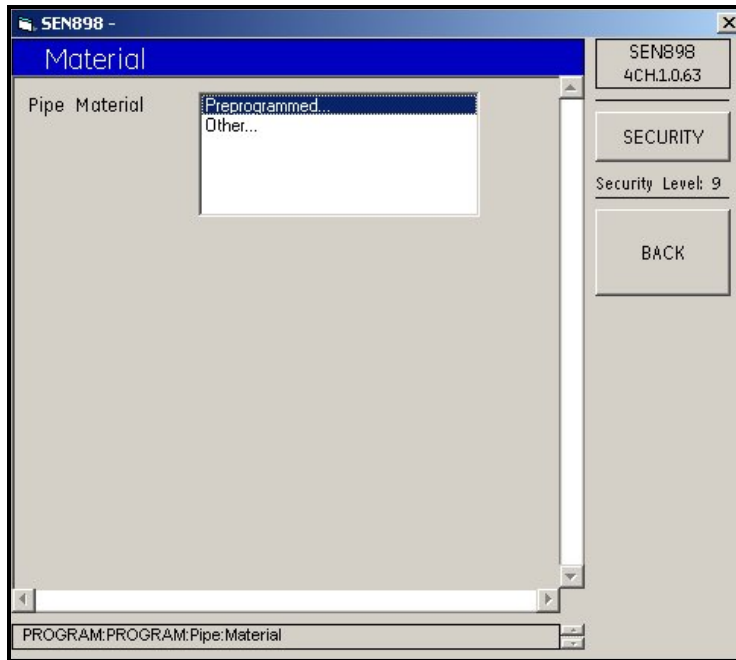 SEN898 -
Material
Pipe Material
Preprogrammed...
Other...
SEN898
4CH.1.0.63
SECURITY
Security Level: 9
BACK
PROGRAM:PROGRAM:Pipe:Material